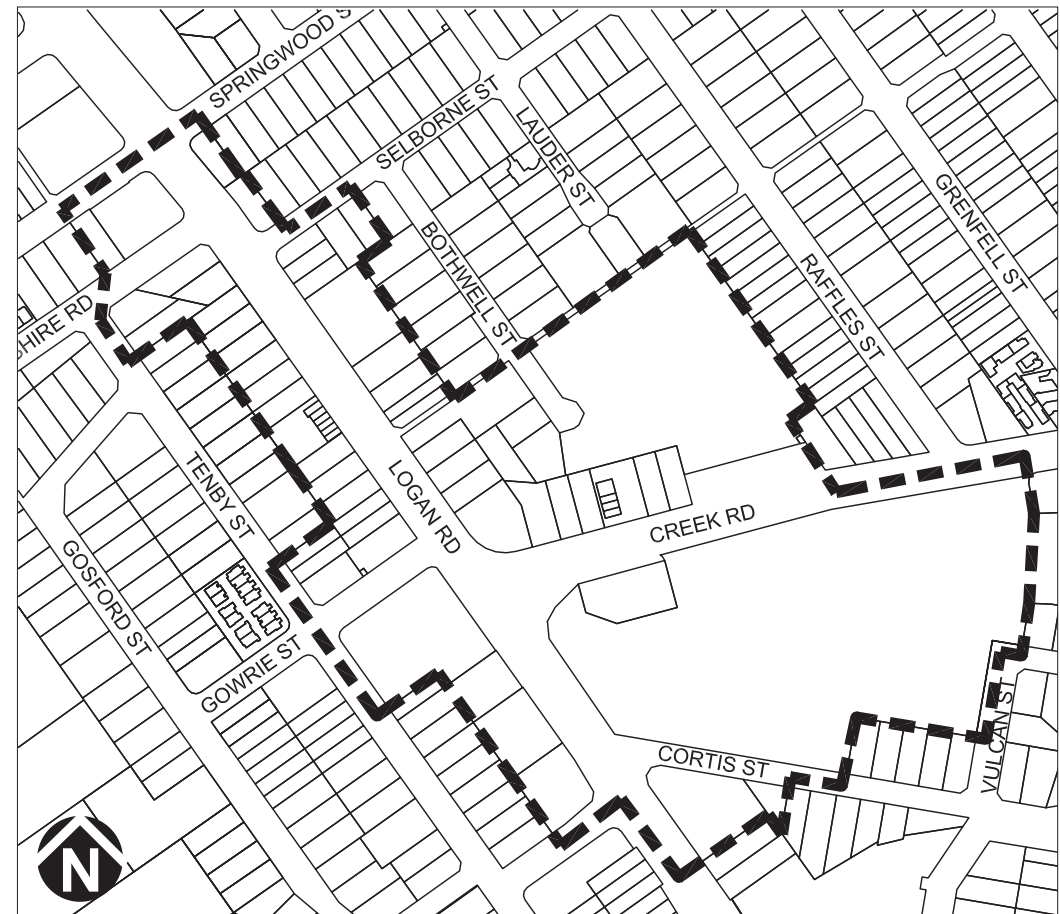 SPRINGWOOD S
SELBORNE ST
LAUDER ST
GRENFELL ST
BOTHWELL ST
RAFFLES ST
SHIRE RD
TENBY ST
LOGAN RD
CREEK RD
GOSFORD ST
GOWRIE ST
VULCAN ST
CORTIS ST
N